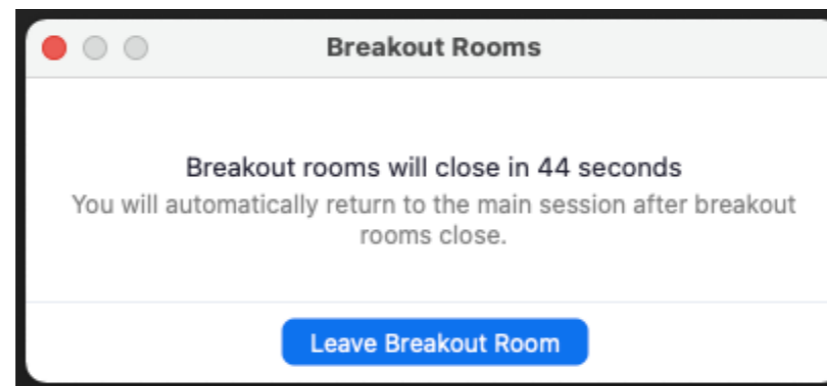 Breakout Rooms
Breakout rooms will close in 44 seconds
You will automatically return to the main session after breakout
rooms close.
Leave Breakout Room